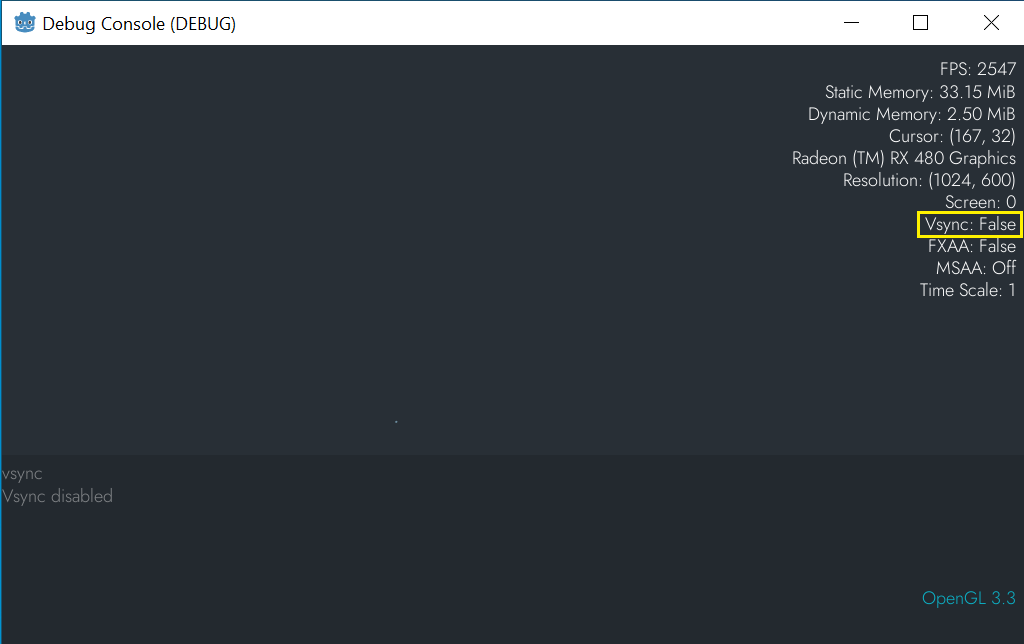 Debug Console (DEBUG)
FPS: 2547
Static Memory: 33.15 MiB
Dynamic Memory: 2.50 MiB
Cursor: (167, 32)
Radeon (TM) RX 480 Graphics
Resolution: (1024, 600)
Screen: 0
Vsync: False
FXAA: False
MSAA: Off
Time Scale: 1
vsync
Vsync disabled
OpenGL 3.3